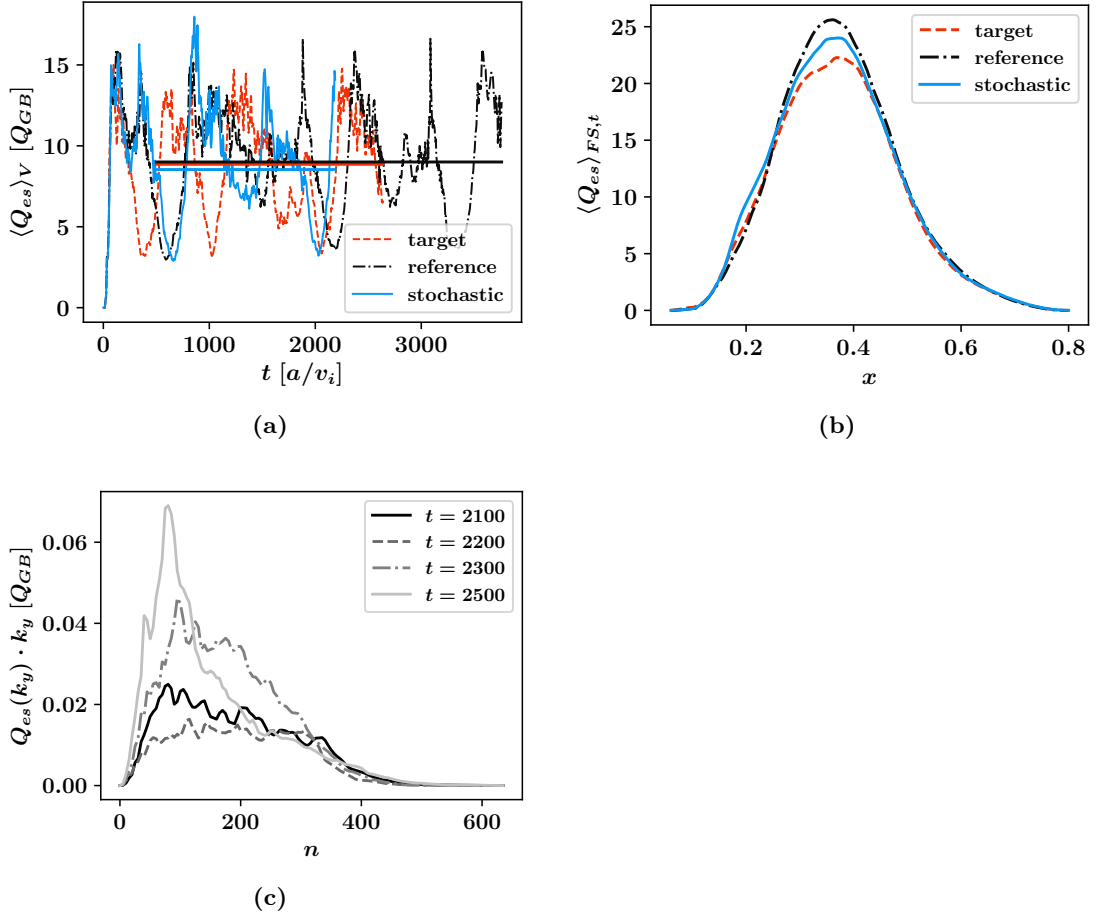 ⟨Q_es⟩_V [Q_GB]
15
10
5
0
target
reference
stochastic
0 1000 2000 3000
t [a/v_i]
(a)
⟨Q_es⟩_FS,t
25
20
15
10
5
0
target
reference
stochastic
0.2 0.4 0.6 0.8
x
(b)
Q_es(k_y) · k_y [Q_GB]
0.06
0.04
0.02
0.00
t = 2100
t = 2200
t = 2300
t = 2500
0 200 400 600
n
(c)